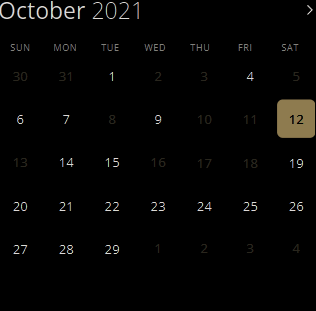 October 2021
SUN MON TUE WED THU FRI SAT
30 31 1 2 3 4 5
6 7 8 9 10 11 12
13 14 15 16 17 18 19
20 21 22 23 24 25 26
27 28 29 1 2 3 4